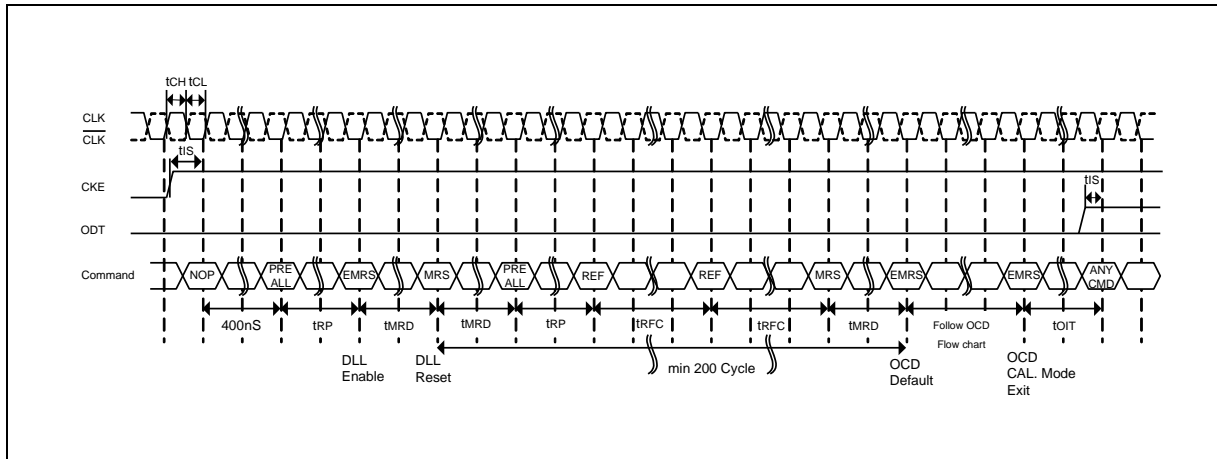 tCH tCL
CLK
CLK
tIS
CKE
tIS
ODT
Command
NOP
PRE
ALL
EMRS
MRS
PRE
ALL
REF
REF
MRS
EMRS
EMRS
ANY
CMD
400nS
tRP
tMRD
tMRD
tRP
tRFC
tRFC
tMRD
Follow OCD
Flow chart
tOIT
DLL
Enable
DLL
Reset
min 200 Cycle
OCD
Default
OCD
CAL. Mode
Exit